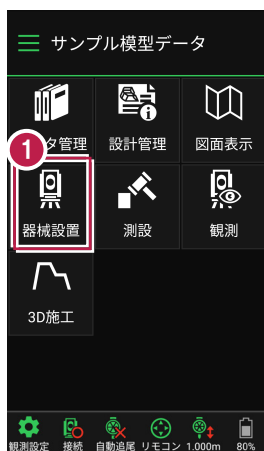 サンプル模型データ
1
タ管理 設計管理 図面表示
器械設置 測設 観測
3D施工
観測設定 接続 自動追尾 リモコン 1.000m 80%